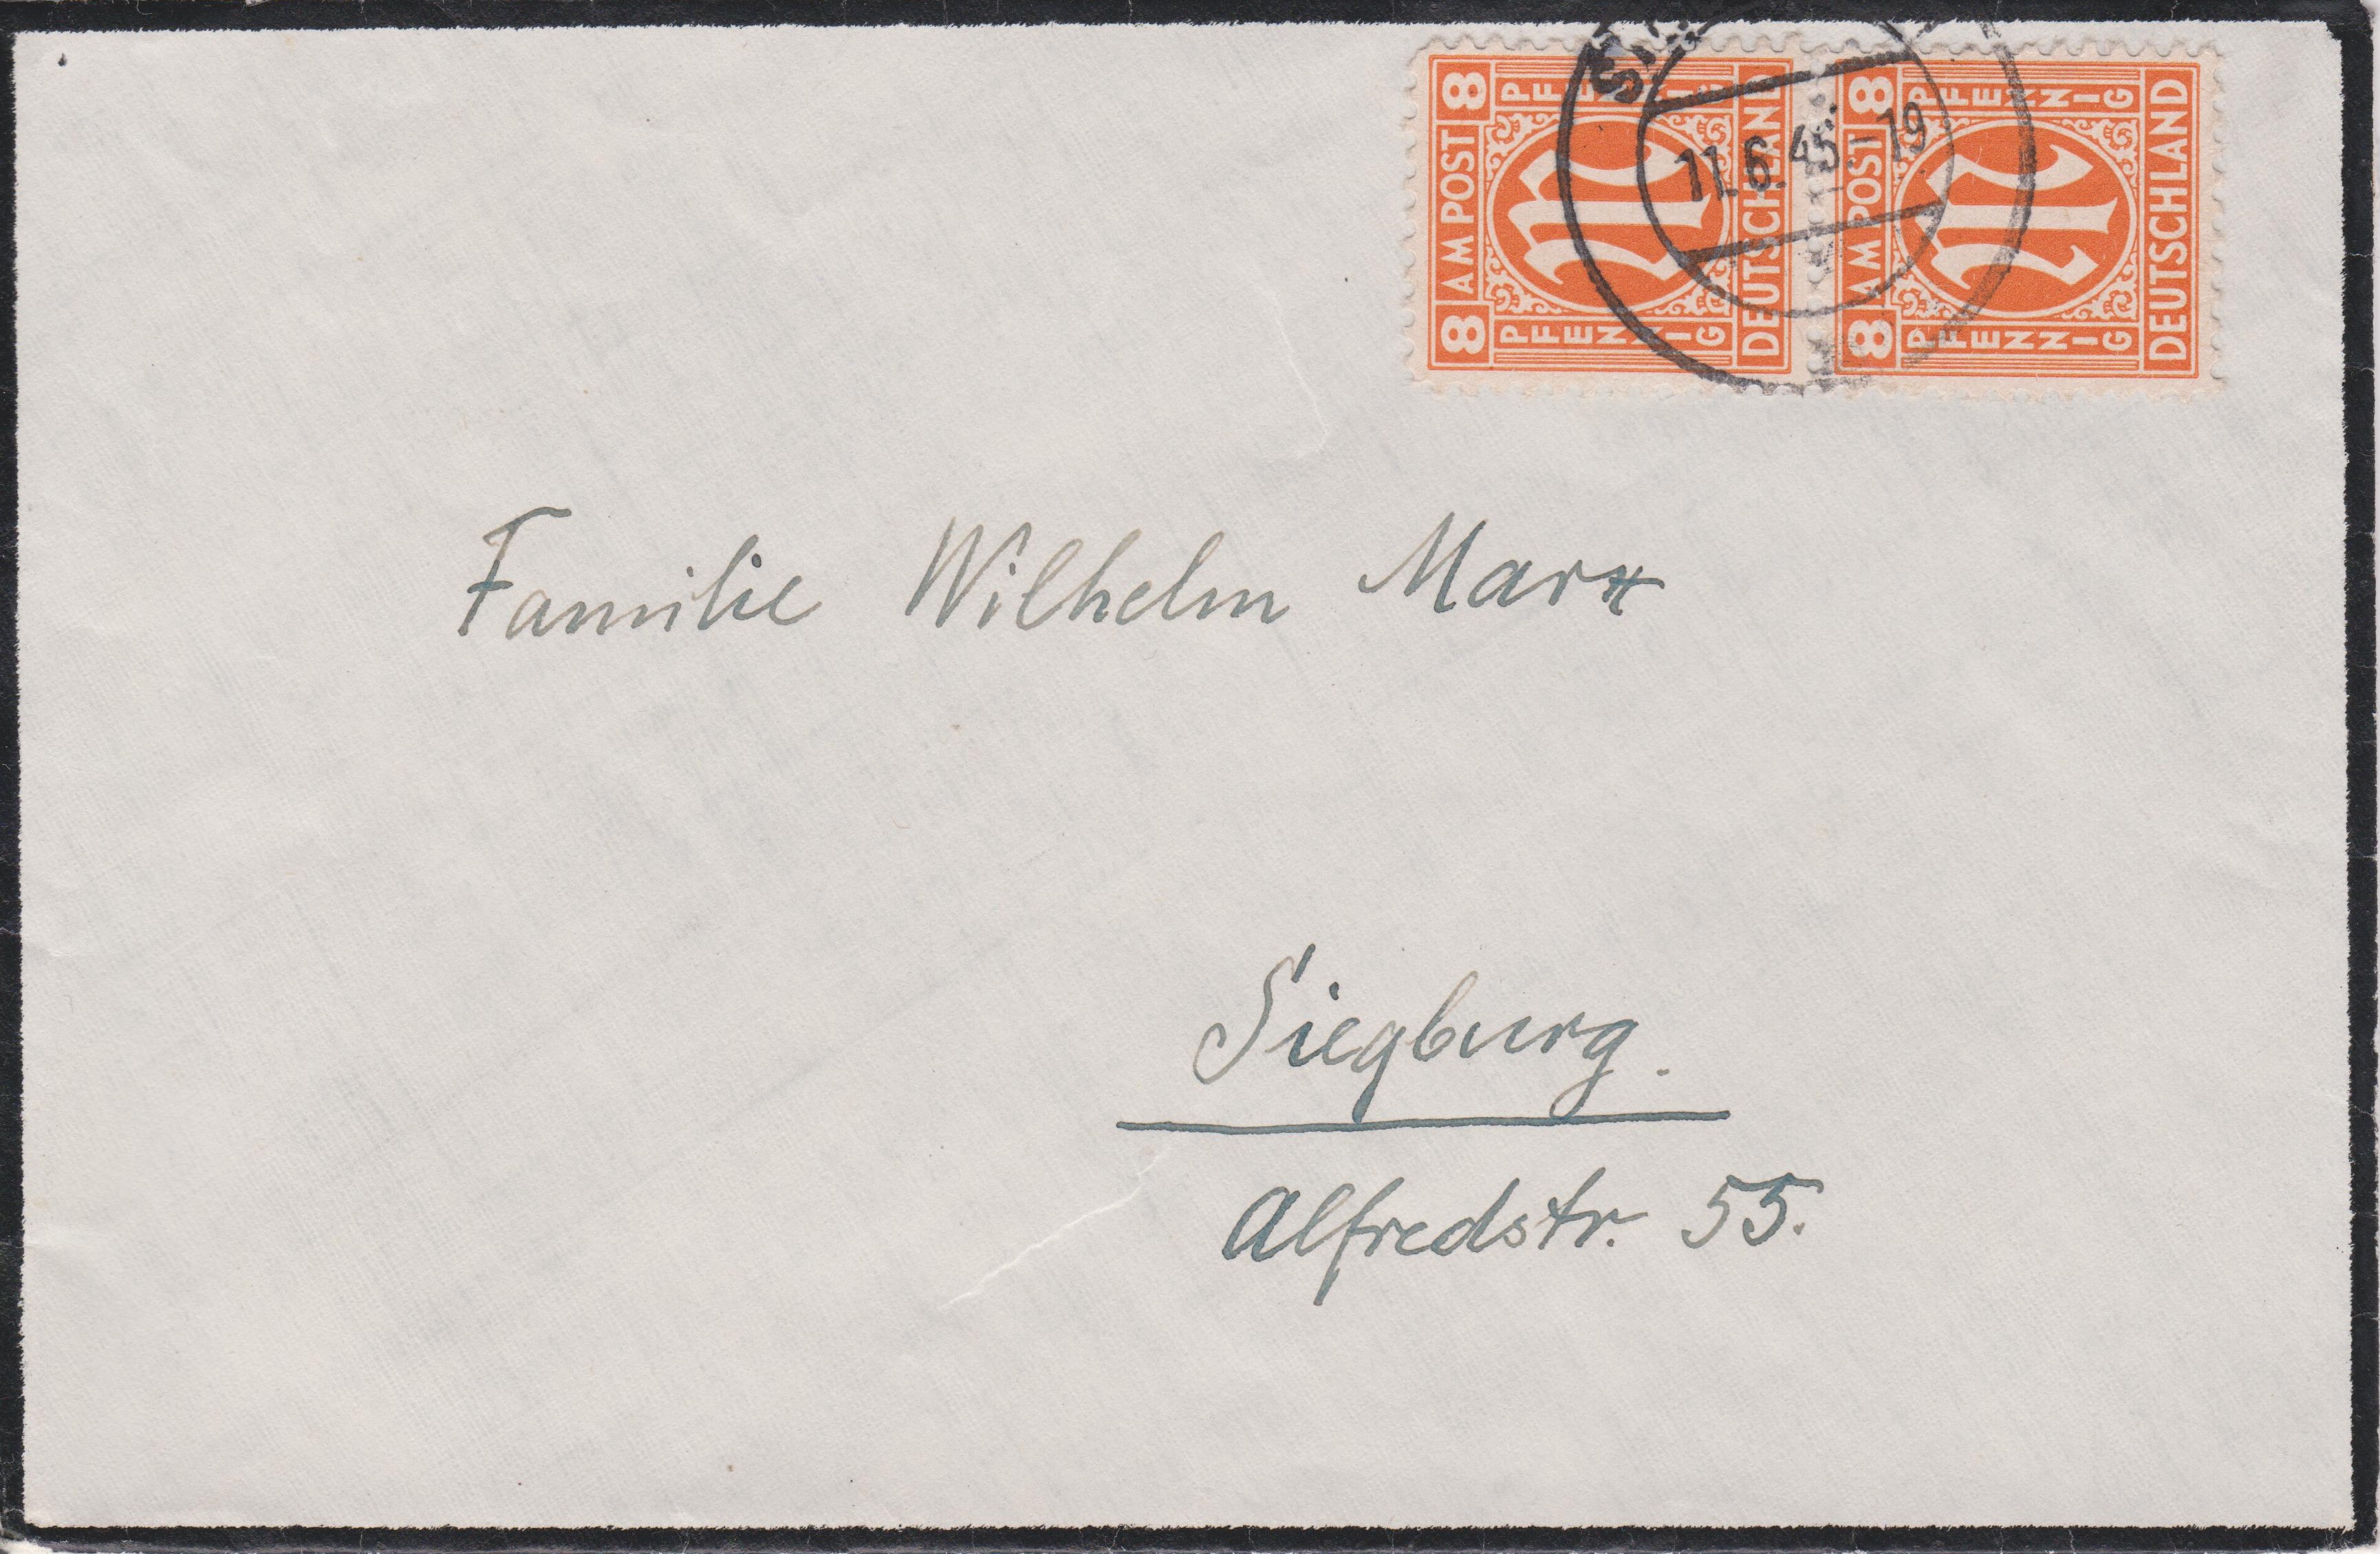 8 PFENNIG 8
AM POST
DEUTSCHLAND
8 PFENNIG 8
AM POST
DEUTSCHLAND
11.6.45.-19
Familie Wilhelm Marx
Siegburg.
Alfredstr. 55.